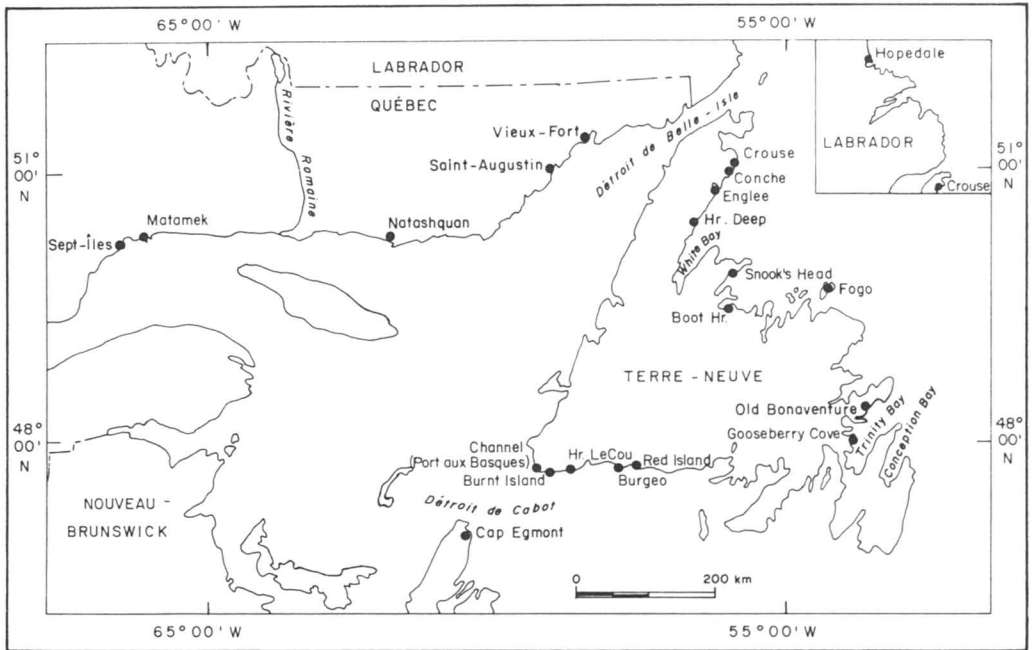 65°00'W
55°00'W
Hopedale
LABRADOR
Crouse
LABRADOR
QUÉBEC
Rivière Romaine
Détroit de Belle-Isle
Vieux-Fort
51°
00'
N
51°
00'
N
Saint-Augustin
Crouse
Conche
Englee
Matamek
Natashquan
Hr. Deep
Sept-Îles
White Bay
Snook's Head
Fogo
Boot Hr.
TERRE-NEUVE
Old Bonaventure
Trinity Bay
Conception Bay
48°
00'
N
48°
00'
N
Gooseberry Cove
Channel
(Port aux Basques)
Hr. LeCou
Red Island
Burnt Island
Burgeo
NOUVEAU-
BRUNSWICK
Détroit de Cabot
Cap Egmont
0
200 km
65°00'W
55°00'W